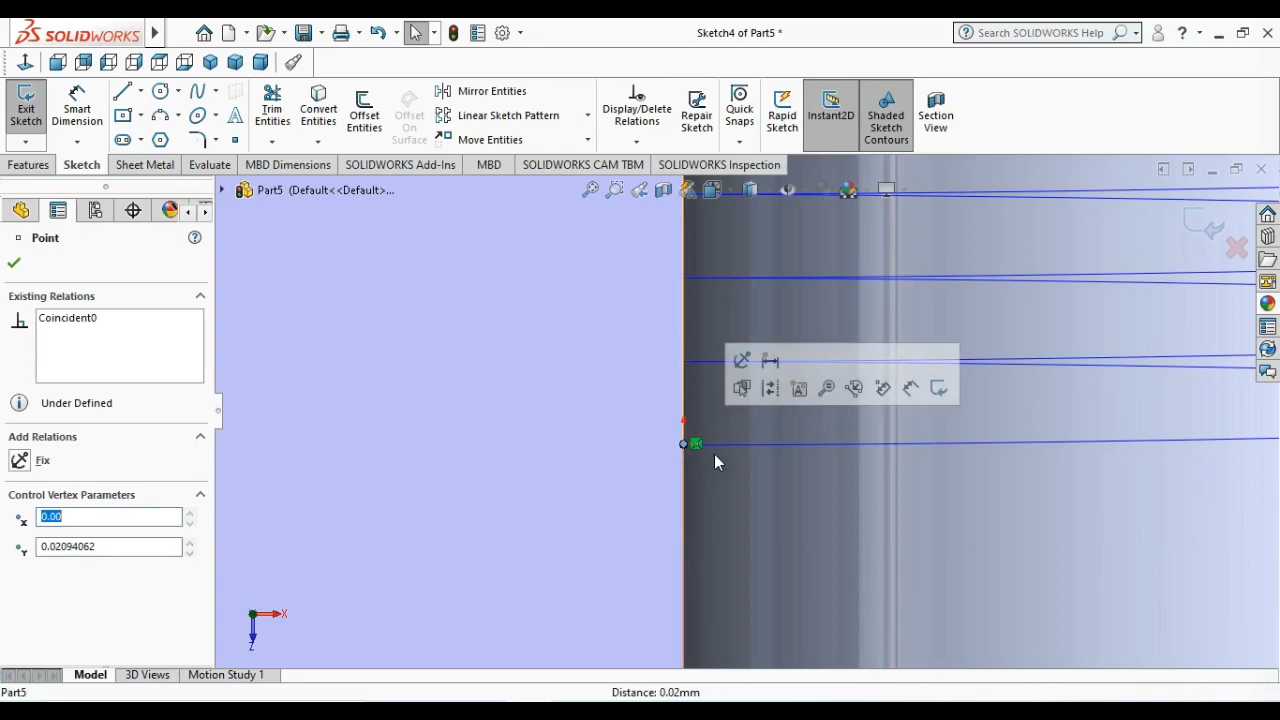 SOLIDWORKS
Sketch4 of Part5 *
Search SOLIDWORKS Help
?
Exit Sketch
Smart Dimension
Trim Entities
Convert Entities
Offset Entities
Offset On Surface
Mirror Entities
Linear Sketch Pattern
Move Entities
Display/Delete Relations
Repair Sketch
Quick Snaps
Rapid Sketch
Instant2D
Shaded Sketch Contours
Section View
Features
Sketch
Sheet Metal
Evaluate
MBD Dimensions
SOLIDWORKS Add-Ins
MBD
SOLIDWORKS CAM TBM
SOLIDWORKS Inspection
Part5 (Default<<Default>...
Point
Existing Relations
Coincident0
Under Defined
Add Relations
Fix
Control Vertex Parameters
x 0.00
Y 0.02094062
X
Z
Model
3D Views
Motion Study 1
Part5
Distance: 0.02mm